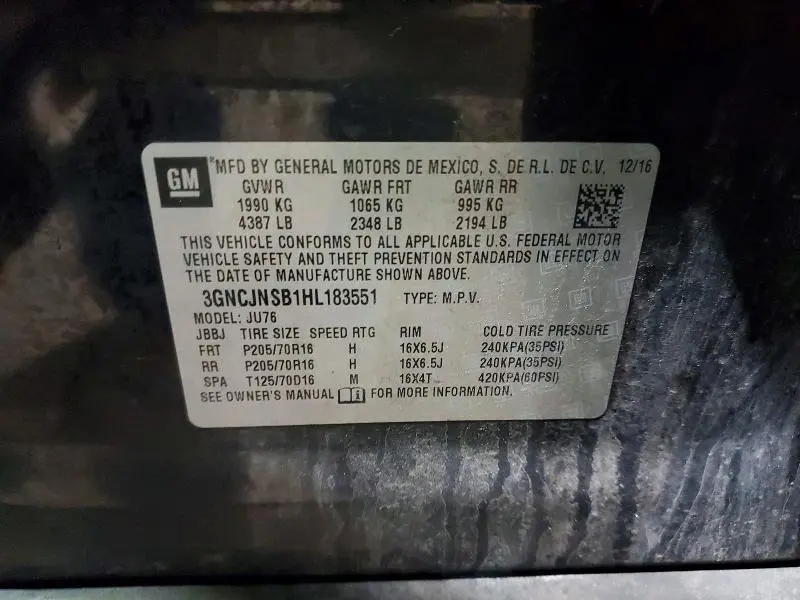 GM
*MFD BY GENERAL MOTORS DE MEXICO, S. DE R.L. DE C.V. 12/16
GVWR GAWR FRT GAWR RR
1990 KG 1065 KG 995 KG
4387 LB 2348 LB 2194 LB
THIS VEHICLE CONFORMS TO ALL APPLICABLE U.S. FEDERAL MOTOR
VEHICLE SAFETY AND THEFT PREVENTION STANDARDS IN EFFECT ON
THE DATE OF MANUFACTURE SHOWN ABOVE.
3GNCJNSB1HL183551 TYPE: M.P.V.
MODEL: JU76
JBBJ TIRE SIZE SPEED RTG RIM COLD TIRE PRESSURE
FRT P205/70R16 H 16X6.5J 240KPA(35PSI)
RR P205/70R16 H 16X6.5J 240KPA(35PSI)
SPA T125/70D16 M 16X4T 420KPA(60PSI)
SEE OWNER'S MANUAL FOR MORE INFORMATION.